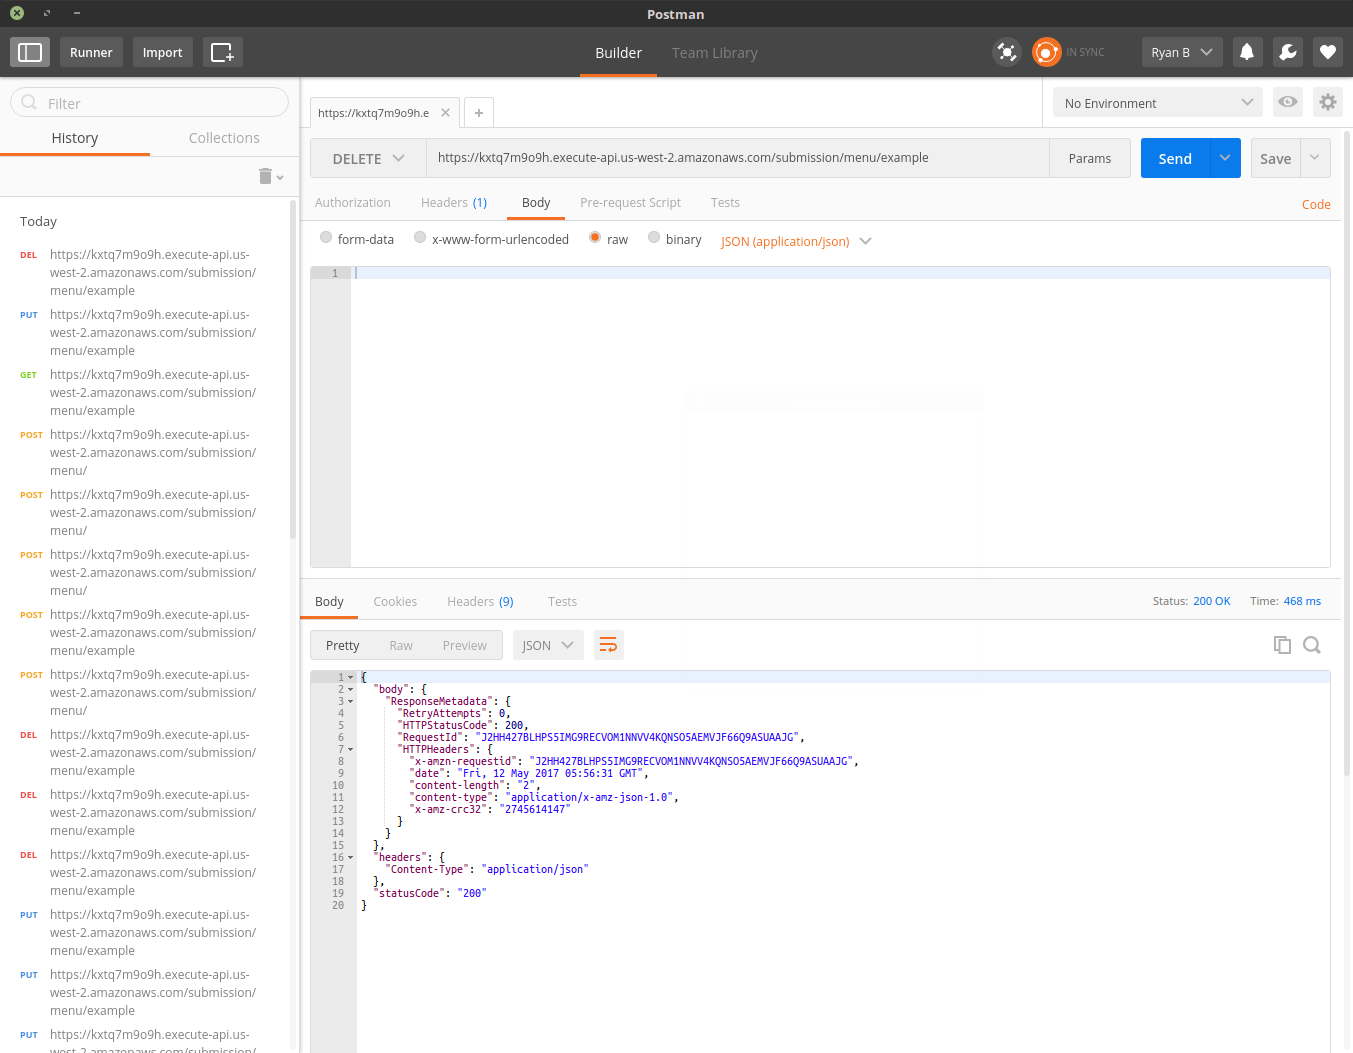 Postman
Runner
Import
Builder
Team Library
IN SYNC
Ryan B
Filter
History
Collections
Today
DEL https://kxtq7m9o9h.execute-api.us-
west-2.amazonaws.com/submission/
menu/example
PUT https://kxtq7m9o9h.execute-api.us-
west-2.amazonaws.com/submission/
menu/example
GET https://kxtq7m9o9h.execute-api.us-
west-2.amazonaws.com/submission/
menu/example
POST https://kxtq7m9o9h.execute-api.us-
west-2.amazonaws.com/submission/
menu/
POST https://kxtq7m9o9h.execute-api.us-
west-2.amazonaws.com/submission/
menu/
POST https://kxtq7m9o9h.execute-api.us-
west-2.amazonaws.com/submission/
menu/
POST https://kxtq7m9o9h.execute-api.us-
west-2.amazonaws.com/submission/
menu/example
POST https://kxtq7m9o9h.execute-api.us-
west-2.amazonaws.com/submission/
menu/
DEL https://kxtq7m9o9h.execute-api.us-
west-2.amazonaws.com/submission/
menu/example
DEL https://kxtq7m9o9h.execute-api.us-
west-2.amazonaws.com/submission/
menu/example
DEL https://kxtq7m9o9h.execute-api.us-
west-2.amazonaws.com/submission/
menu/example
PUT https://kxtq7m9o9h.execute-api.us-
west-2.amazonaws.com/submission/
menu/example
PUT https://kxtq7m9o9h.execute-api.us-
west-2.amazonaws.com/submission/
menu/example
PUT https://kxtq7m9o9h.execute-api.us-
west-2.amazonaws.com/submission/
https://kxtq7m9o9h.e
+
No Environment
DELETE https://kxtq7m9o9h.execute-api.us-west-2.amazonaws.com/submission/menu/example Params Send Save
Authorization Headers (1) Body Pre-request Script Tests Code
form-data x-www-form-urlencoded raw binary JSON (application/json)
1
Body Cookies Headers (9) Tests Status: 200 OK Time: 468 ms
Pretty Raw Preview JSON
1 {
2 "body": {
3 "ResponseMetadata": {
4 "RetryAttempts": 0,
5 "HTTPStatusCode": 200,
6 "RequestId": "J2HH427BLHPS5IMG9RECVOM1NNVV4KQNSO5AEMVJF66Q9ASUAAJG",
7 "HTTPHeaders": {
8 "x-amzn-requestid": "J2HH427BLHPS5IMG9RECVOM1NNVV4KQNSO5AEMVJF66Q9ASUAAJG",
9 "date": "Fri, 12 May 2017 05:56:31 GMT",
10 "content-length": "2",
11 "content-type": "application/x-amz-json-1.0",
12 "x-amz-crc32": "2745614147"
13 }
14 }
15 },
16 "headers": {
17 "Content-Type": "application/json"
18 },
19 "statusCode": "200"
20 }